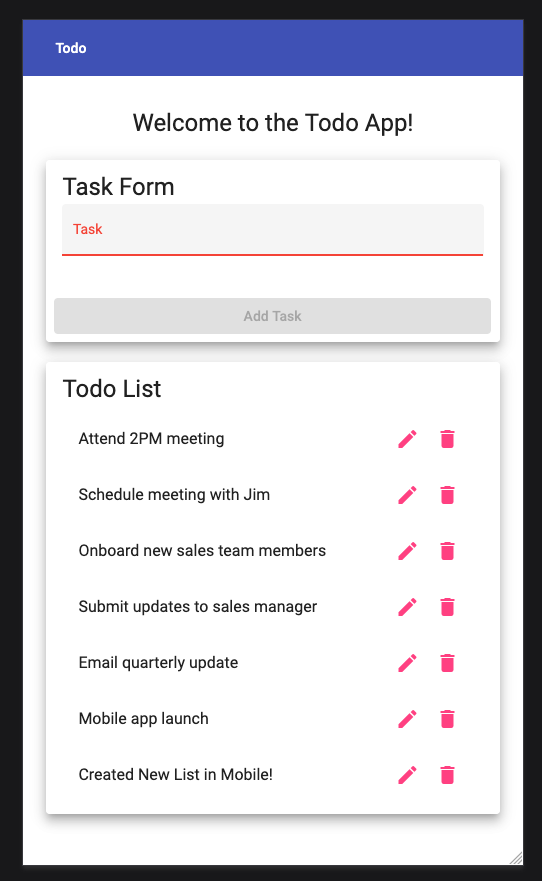 Todo
Welcome to the Todo App!
Task Form
Task
Add Task
Todo List
Attend 2PM meeting
Schedule meeting with Jim
Onboard new sales team members
Submit updates to sales manager
Email quarterly update
Mobile app launch
Created New List in Mobile!